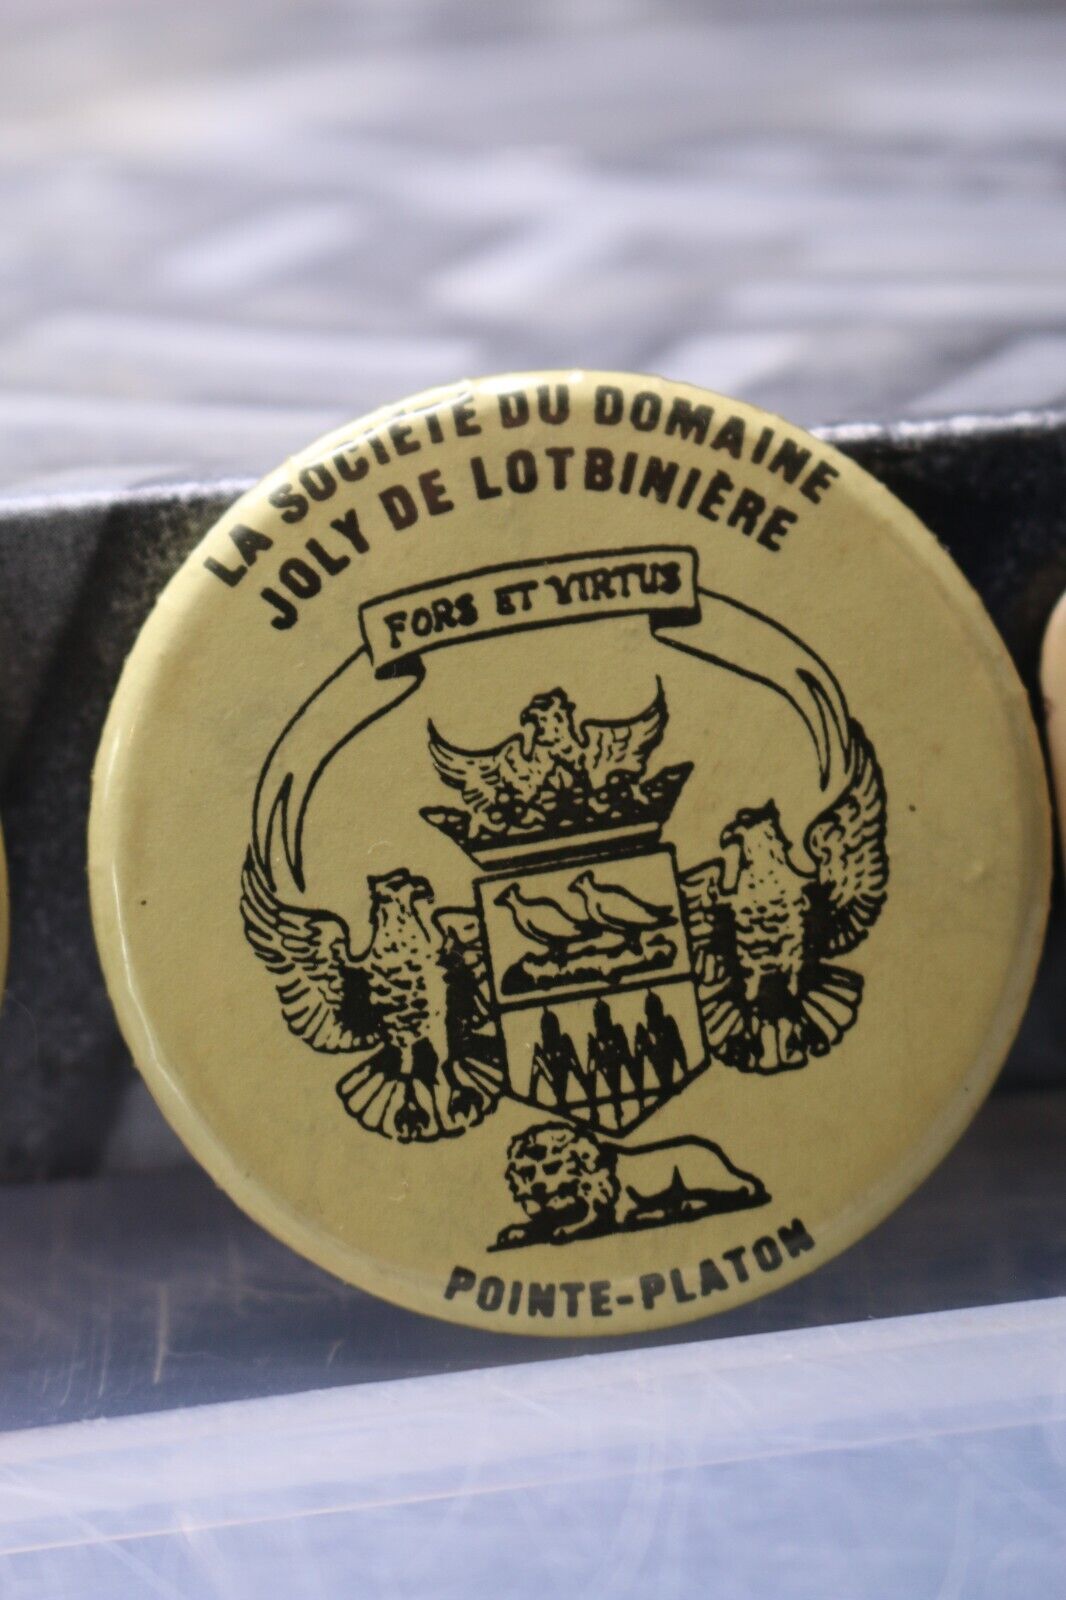 LA SOCIÉTÉ DU DOMAINE
JOLY DE LOTBINIÈRE
FORS ET VIRTUS
POINTE-PLATON